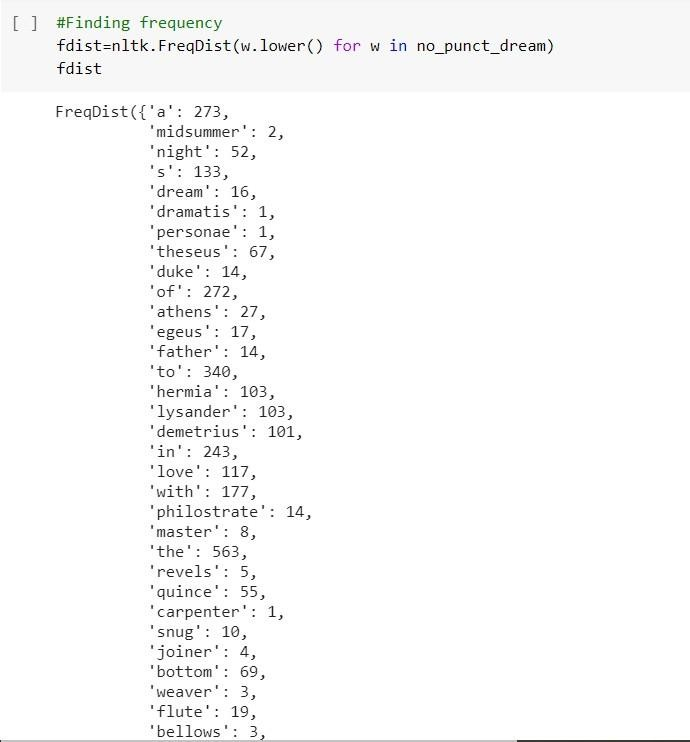 [ ] #Finding frequency
fdist=nltk.FreqDist(w.lower() for w in no_punct_dream)
fdist
FreqDist({'a': 273,
'midsummer': 2,
'night': 52,
's': 133,
'dream': 16,
'dramatis': 1,
'personae': 1,
'theseus': 67,
'duke': 14,
'of': 272,
'athens': 27,
'egeus': 17,
'father': 14,
'to': 340,
'hermia': 103,
'lysander': 103,
'demetrius': 101,
'in': 243,
'love': 117,
'with': 177,
'philostrate': 14,
'master': 8,
'the': 563,
'revels': 5,
'quince': 55,
'carpenter': 1,
'snug': 10,
'joiner': 4,
'bottom': 69,
'weaver': 3,
'flute': 19,
'bellows': 3,